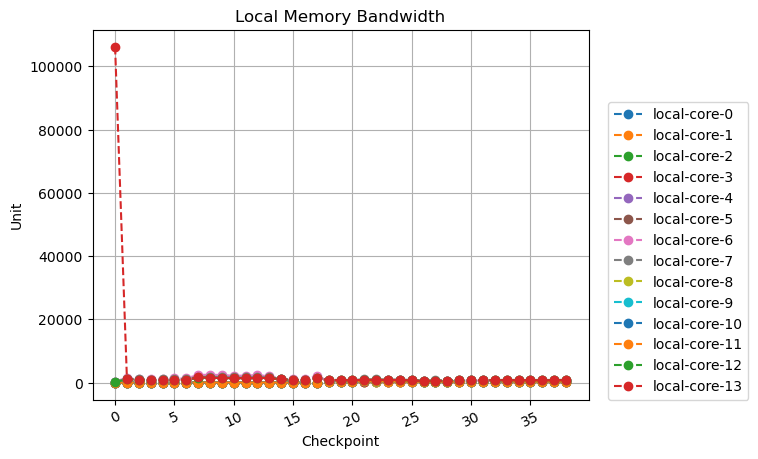 Local Memory Bandwidth
Unit
100000
80000
60000
40000
20000
0
0 5 10 15 20 25 30 35
Checkpoint
local-core-0
local-core-1
local-core-2
local-core-3
local-core-4
local-core-5
local-core-6
local-core-7
local-core-8
local-core-9
local-core-10
local-core-11
local-core-12
local-core-13